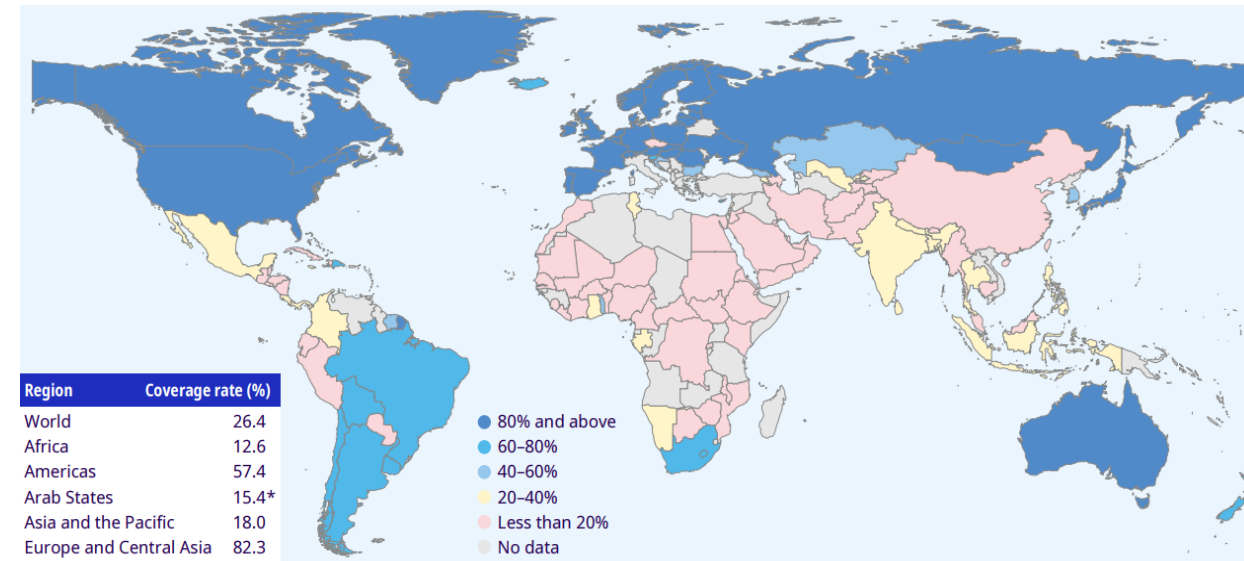 Region Coverage rate (%)
World 26.4
Africa 12.6
Americas 57.4
Arab States 15.4*
Asia and the Pacific 18.0
Europe and Central Asia 82.3
80% and above
60–80%
40–60%
20–40%
Less than 20%
No data